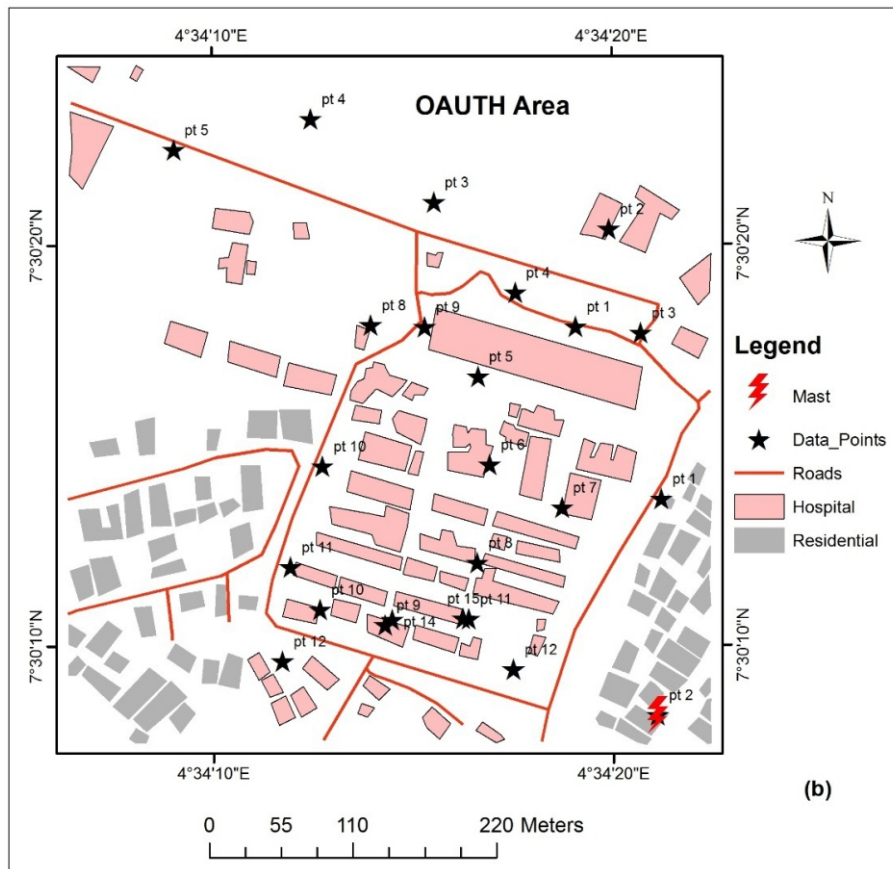 4°34'10"E
4°34'20"E
OAUTH Area
pt 4
pt 5
pt 3
pt 2
N
7°30'20"N
7°30'20"N
pt 4
pt 8
pt 9
pt 1
pt 3
pt 5
Legend
Mast
Data_Points
Roads
Hospital
Residential
pt 10
pt 6
pt 7
pt 1
pt 11
pt 8
pt 10
pt 9
pt 15
pt 11
pt 14
pt 12
pt 12
7°30'10"N
7°30'10"N
pt 2
4°34'10"E
4°34'20"E
(b)
0 55 110 220 Meters